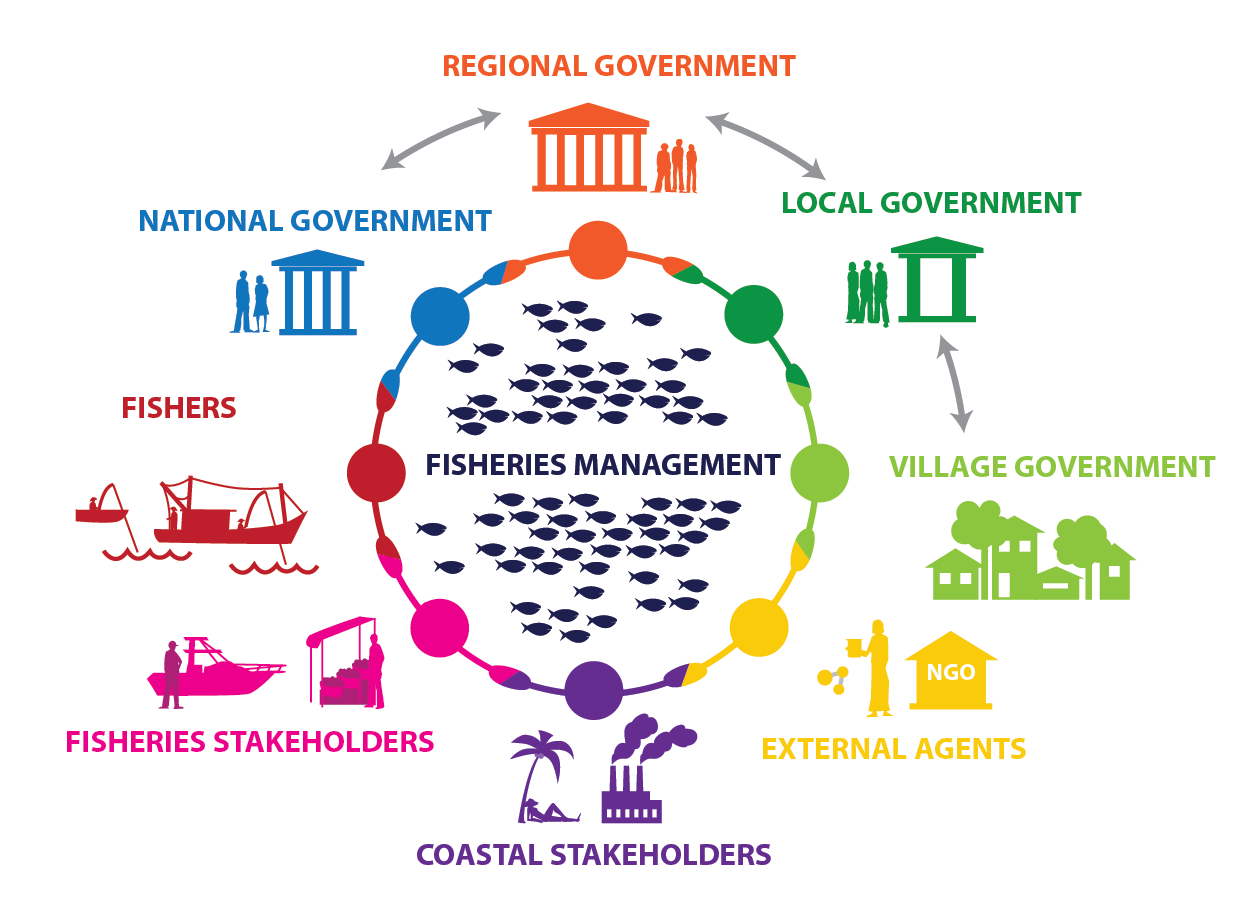 REGIONAL GOVERNMENT
LOCAL GOVERNMENT
NATIONAL GOVERNMENT
FISHERS
FISHERIES MANAGEMENT
VILLAGE GOVERNMENT
NGO
FISHERIES STAKEHOLDERS
EXTERNAL AGENTS
COASTAL STAKEHOLDERS